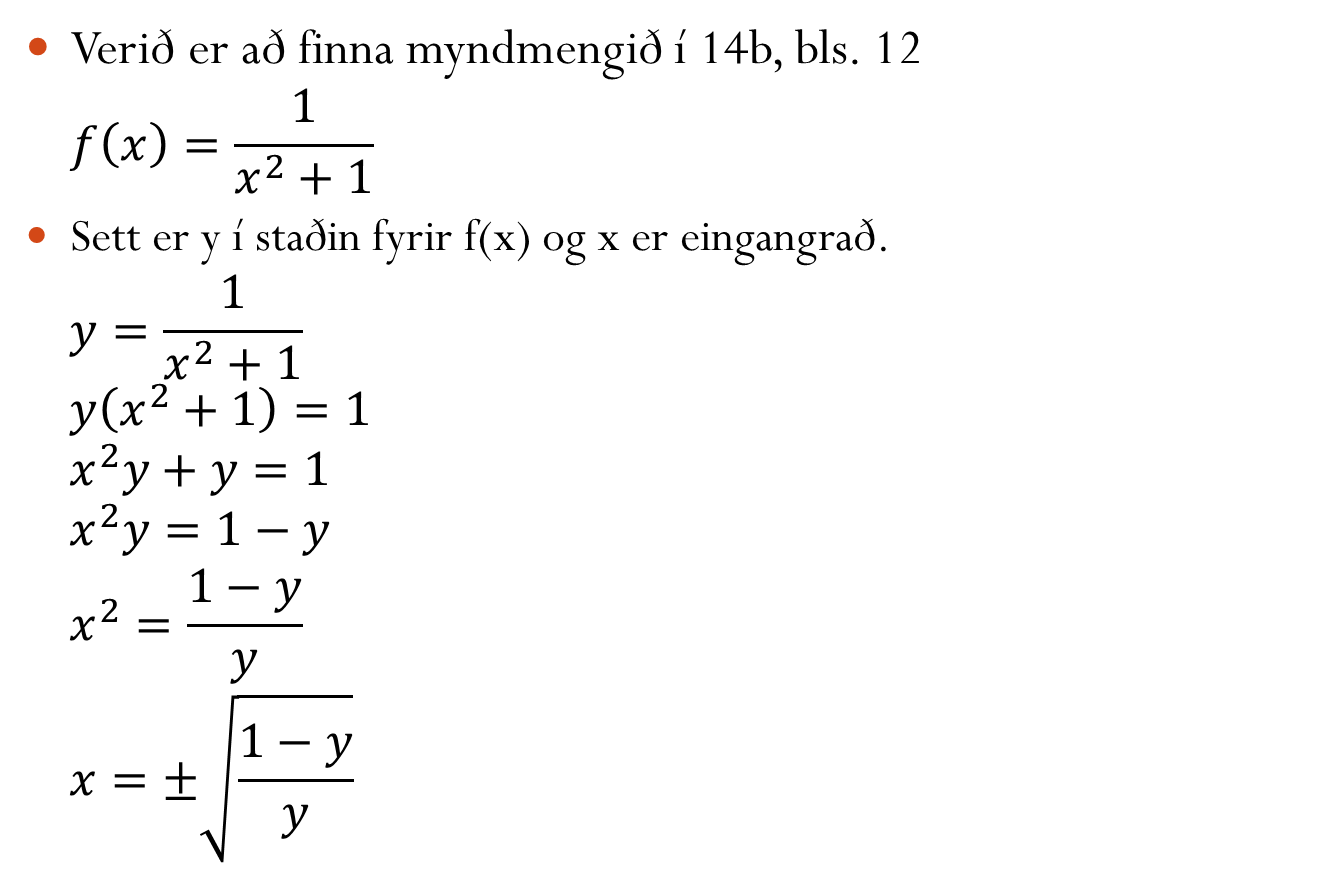 • Verið er að finna myndmengið í 14b, bls. 12
f(x) = 1/(x² + 1)
• Sett er y í staðin fyrir f(x) og x er eingangrað.
y = 1/(x² + 1)
y(x² + 1) = 1
x²y + y = 1
x²y = 1 − y
x² = (1 − y)/y
x = ±√((1 − y)/y)